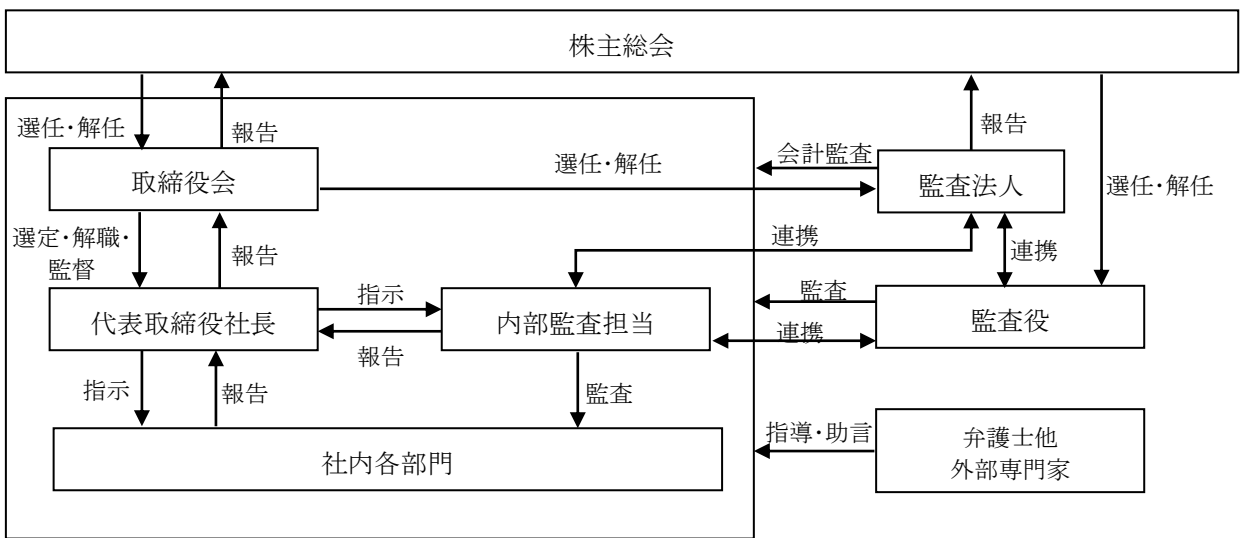 株主総会
選任・解任
報告
報告
会計監査
選任・解任
取締役会
監査法人
選任・解任
選定・解職・
監督
報告
連携
連携
指示
監査
代表取締役社長
内部監査担当
監査役
報告
連携
指示
報告
監査
指導・助言
弁護士他
外部専門家
社内各部門